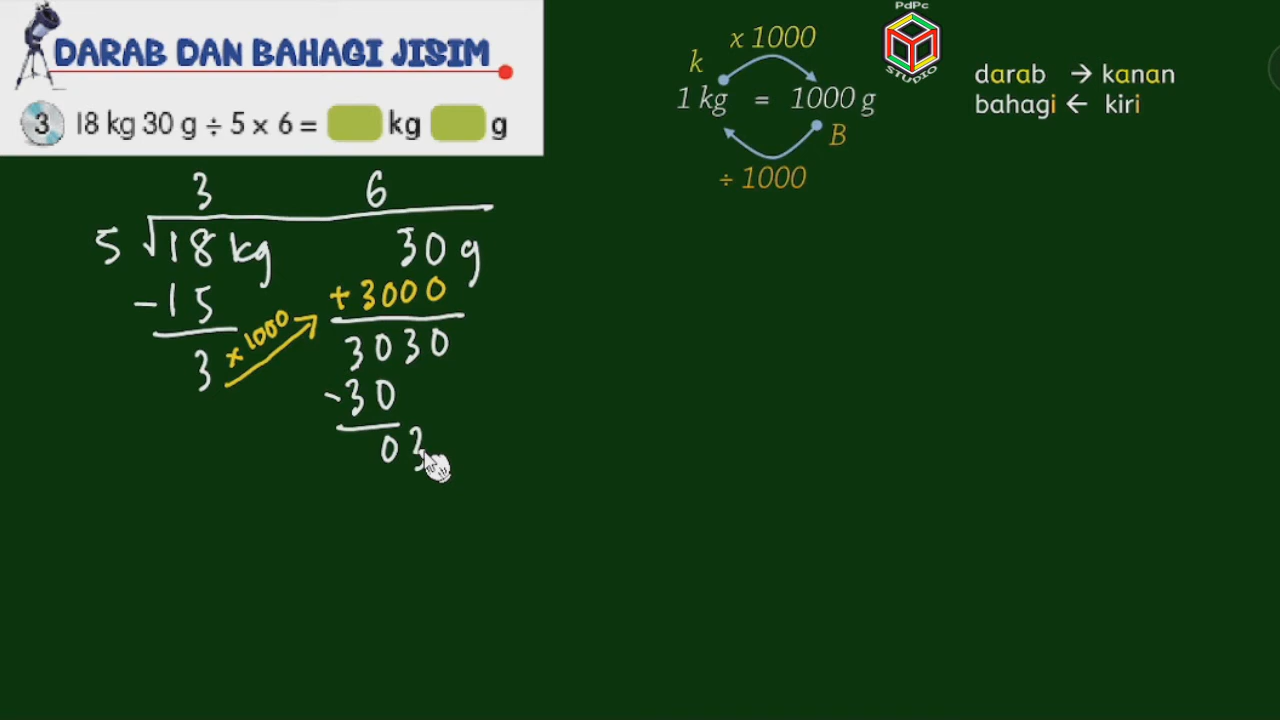 PdPc
STUDIO
DARAB DAN BAHAGI JISIM
3 18 kg 30 g ÷ 5 × 6 = kg g
x 1000
k
1 kg = 1000 g
B
÷ 1000
darab → kanan
bahagi ← kiri
3 6
5 √18 kg 30 g
-15 +3000
3 x 1000 3030
-30
03